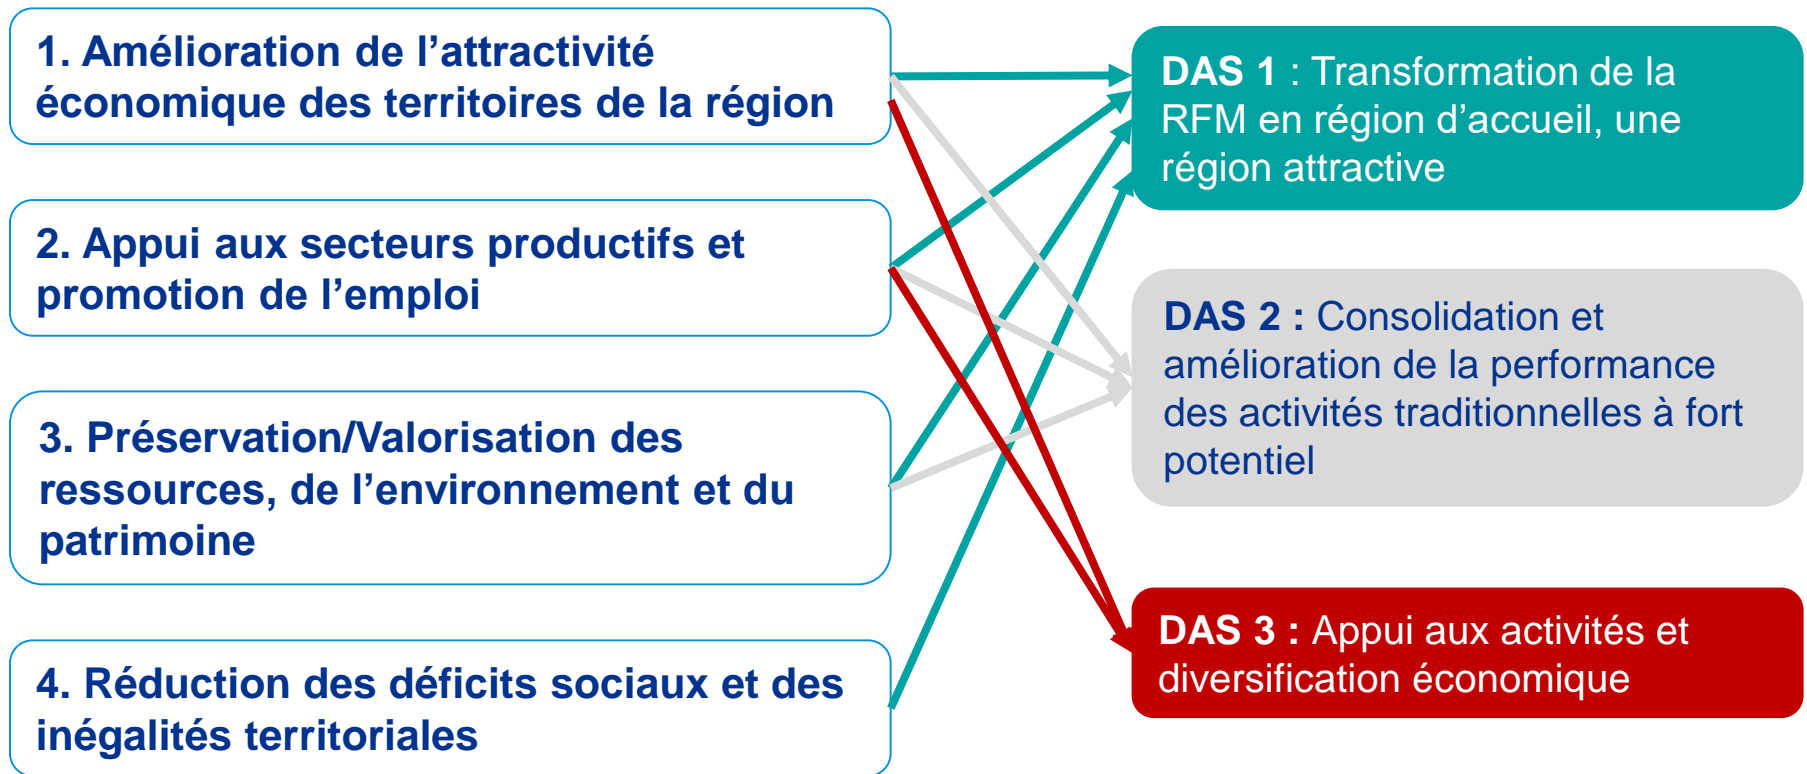 1. Amélioration de l’attractivité
économique des territoires de la région
2. Appui aux secteurs productifs et
promotion de l’emploi
3. Préservation/Valorisation des
ressources, de l’environnement et du
patrimoine
4. Réduction des déficits sociaux et des
inégalités territoriales
DAS 1 : Transformation de la
RFM en région d’accueil, une
région attractive
DAS 2 : Consolidation et
amélioration de la performance
des activités traditionnelles à fort
potentiel
DAS 3 : Appui aux activités et
diversification économique